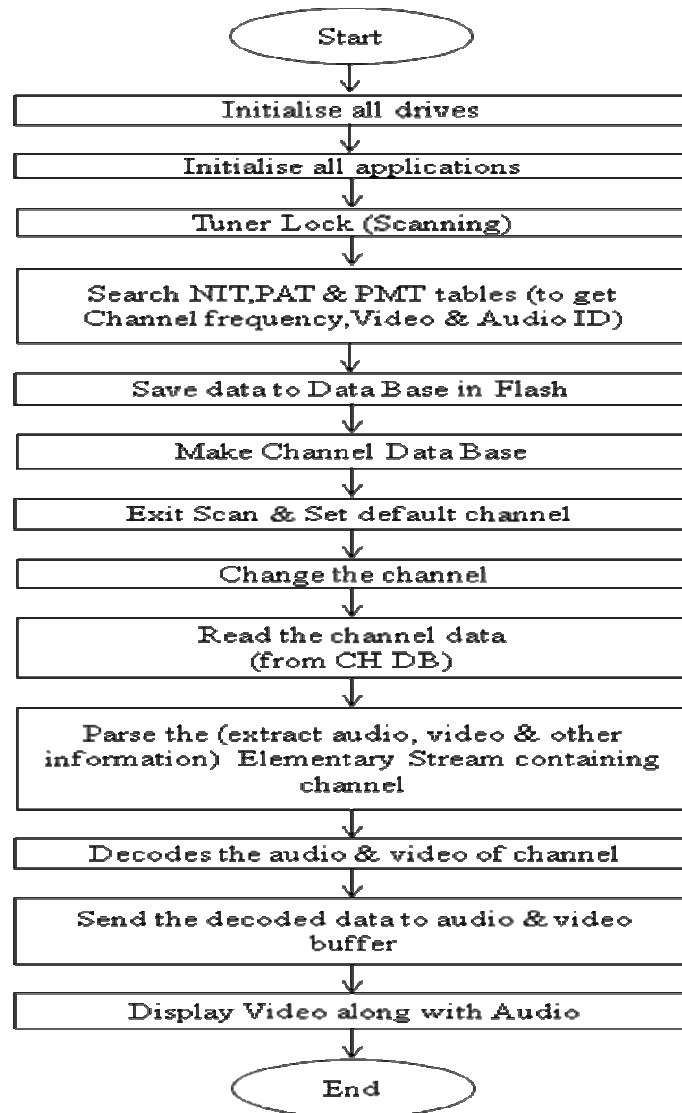 Start
Initialise all drives
Initialise all applications
Tuner Lock (Scanning)
Search NIT,PAT & PMT tables (to get
Channel frequency,Video & Audio ID)
Save data to Data Base in Flash
Make Channel Data Base
Exit Scan & Set default channel
Change the channel
Read the channel data
(from CH DB)
Parse the (extract audio, video & other
information) Elementary Stream containing
channel
Decodes the audio & video of channel
Send the decoded data to audio & video
buffer
Display Video along with Audio
End